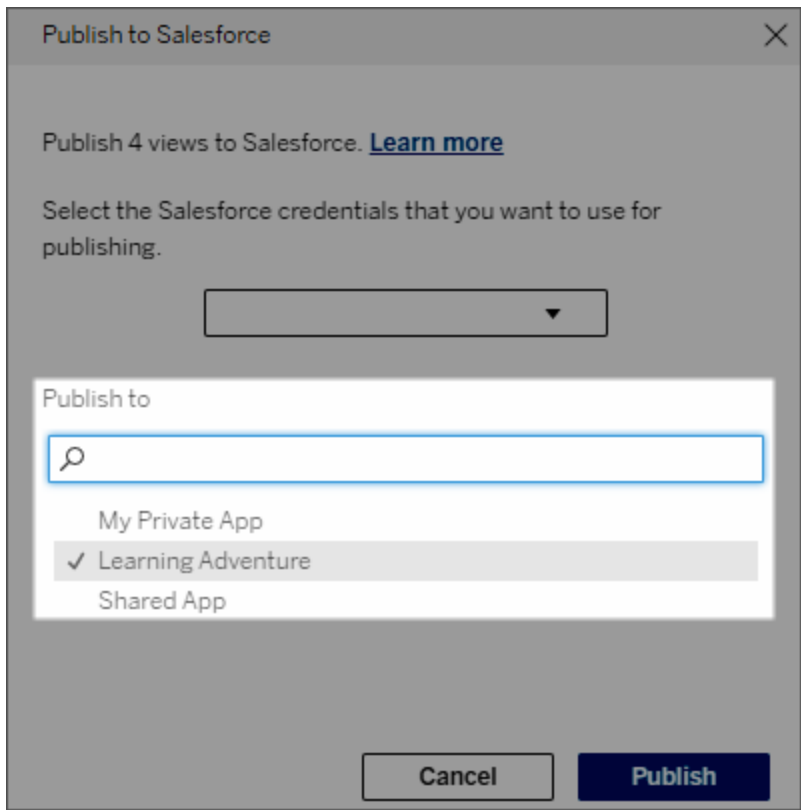 Publish to Salesforce
Publish 4 views to Salesforce. Learn more
Select the Salesforce credentials that you want to use for
publishing.
Publish to
My Private App
Learning Adventure
Shared App
Cancel Publish